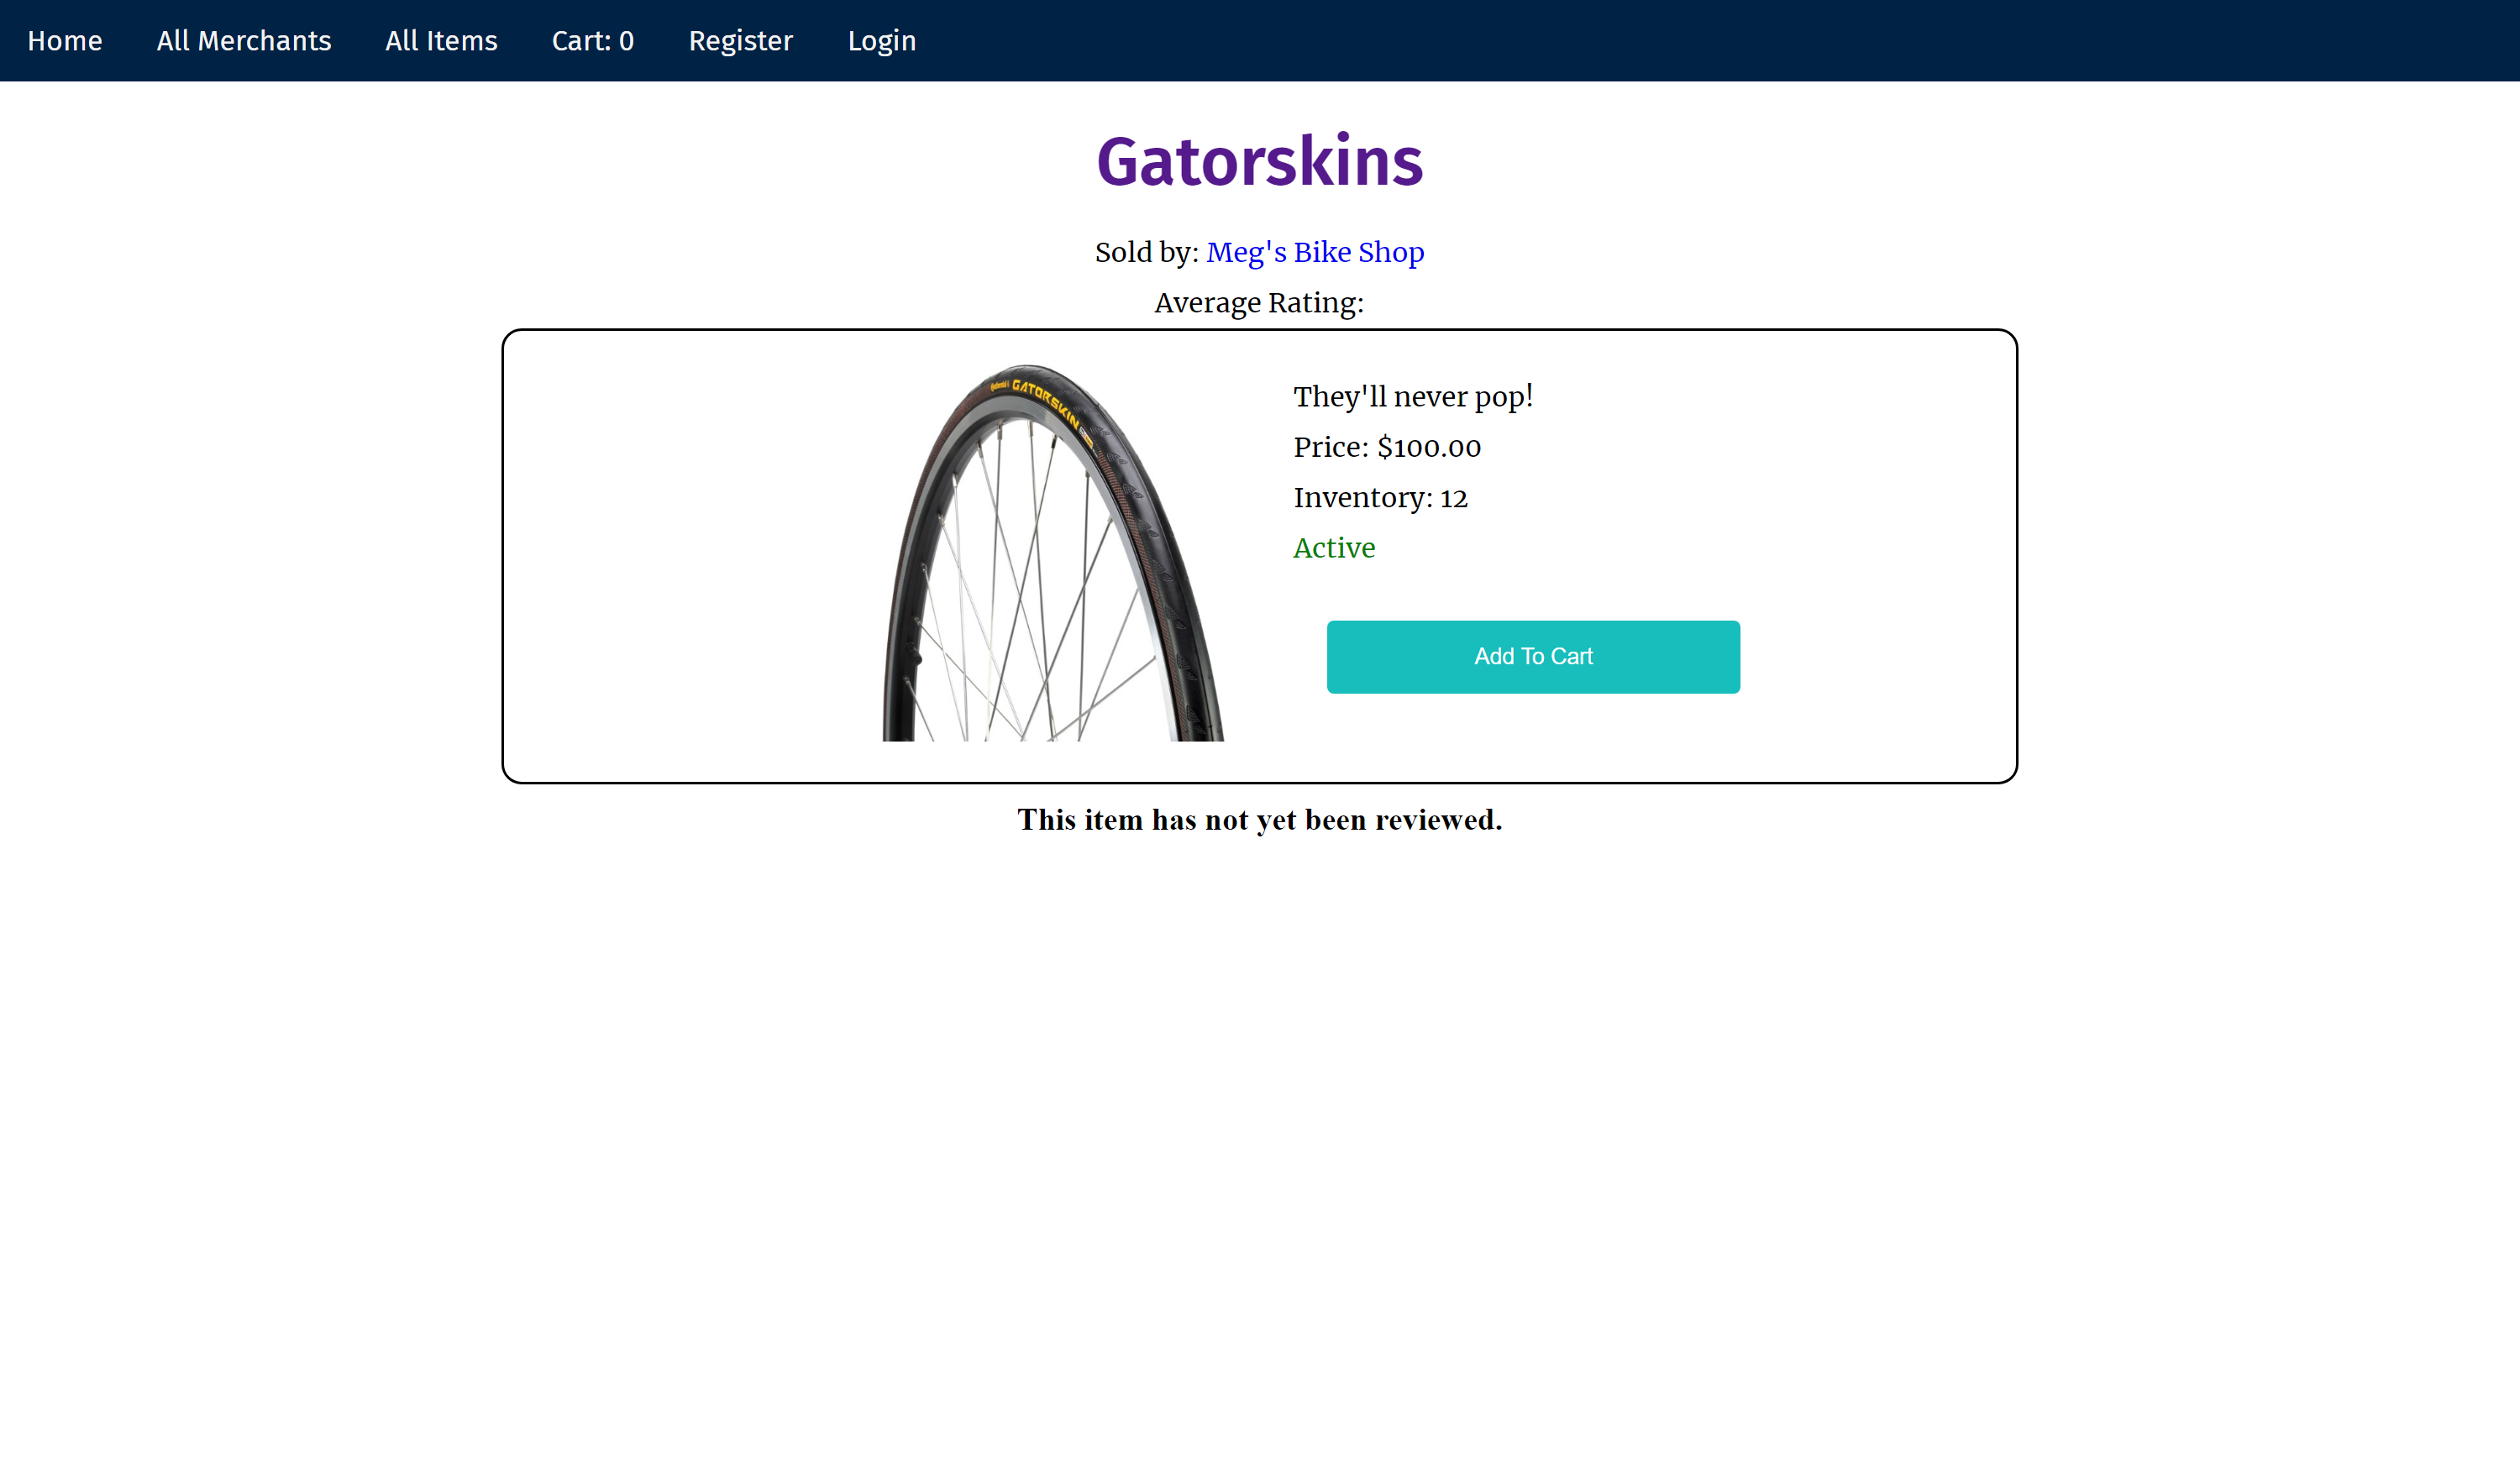 Home All Merchants All Items Cart: 0 Register Login
Gatorskins
Sold by: Meg's Bike Shop
Average Rating:
GATORSKIN
They'll never pop!
Price: $100.00
Inventory: 12
Active
Add To Cart
This item has not yet been reviewed.